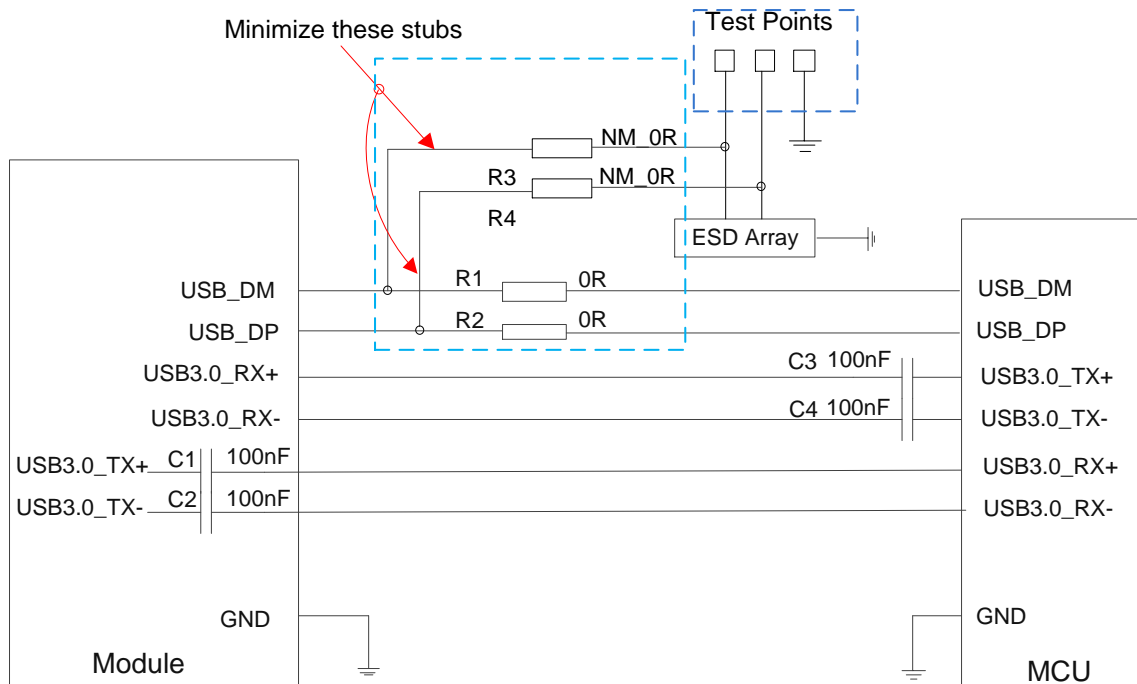 Minimize these stubs
Test Points
NM_0R
R3
NM_0R
R4
ESD Array
USB_DM
R1
0R
USB_DM
USB_DP
R2
0R
USB_DP
USB3.0_RX+
C3
100nF
USB3.0_TX+
USB3.0_RX-
C4
100nF
USB3.0_TX-
USB3.0_TX+
C1
100nF
USB3.0_RX+
USB3.0_TX-
C2
100nF
USB3.0_RX-
GND
GND
Module
MCU